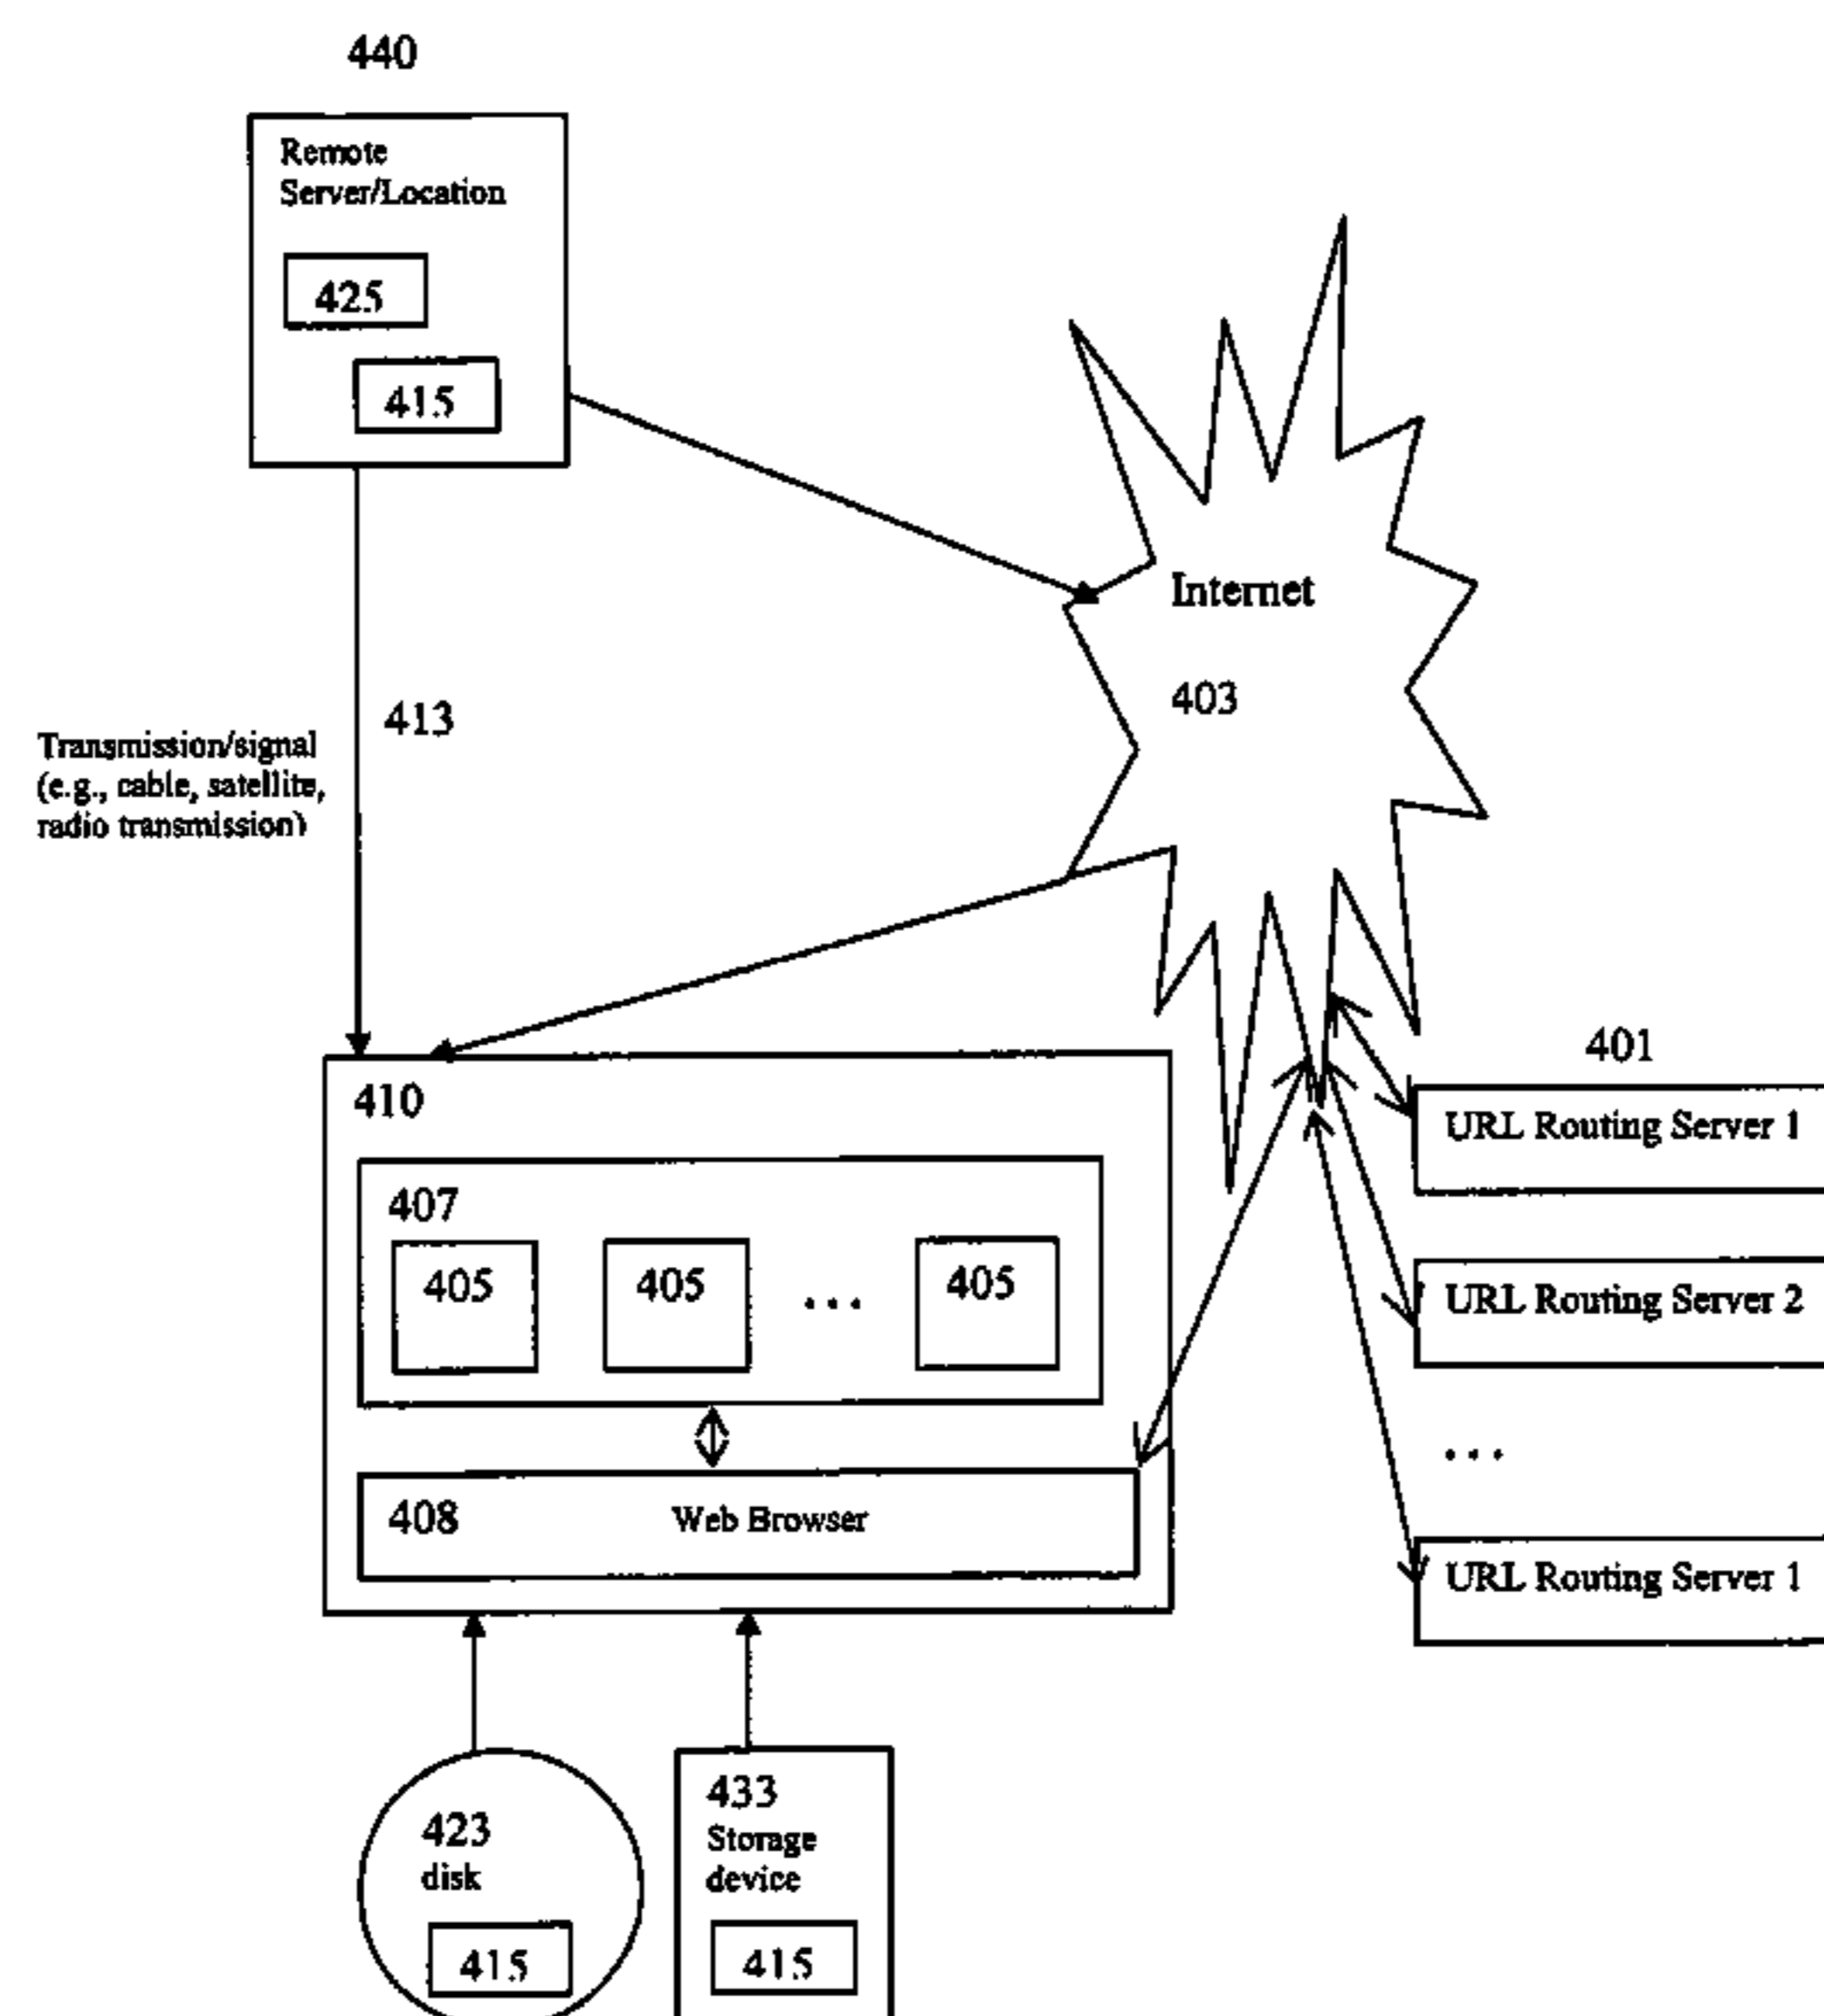 440
Remote
Server/Location
425
415
Internet
403
413
Transmission/signal
(e.g., cable, satellite,
radio transmission)
401
410
URL Routing Server 1
407
405
405
...
405
URL Routing Server 2
...
408
Web Browser
URL Routing Server 1
423
disk
415
433
Storage
device
415